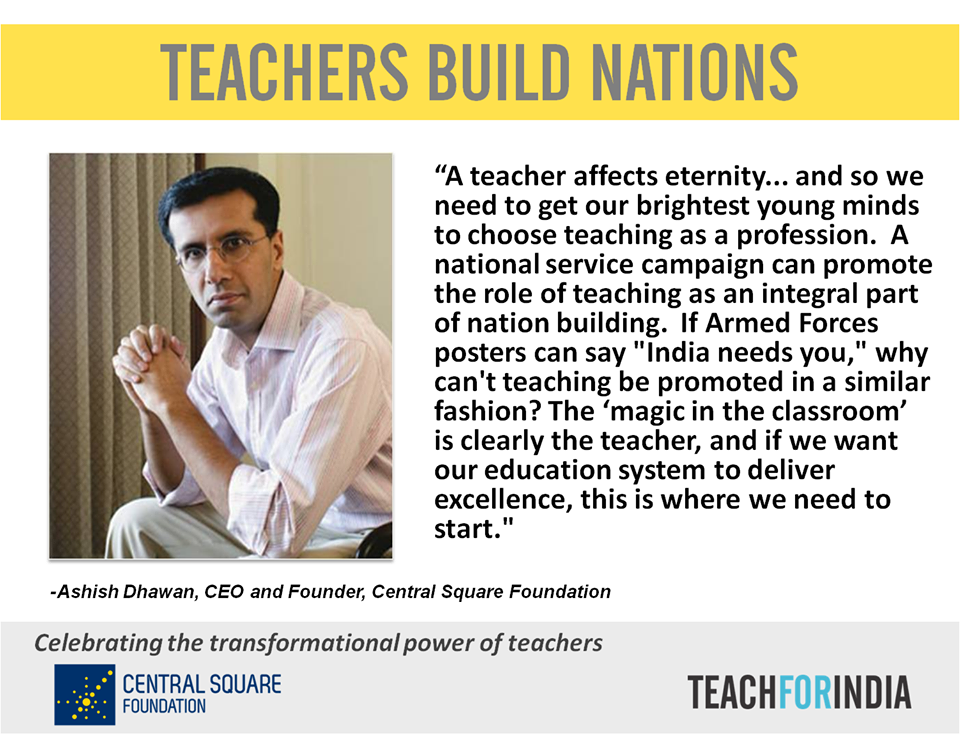 TEACHERS BUILD NATIONS
“A teacher affects eternity... and so we
need to get our brightest young minds
to choose teaching as a profession.  A
national service campaign can promote
the role of teaching as an integral part
of nation building.  If Armed Forces
posters can say "India needs you," why
can't teaching be promoted in a similar
fashion? The ‘magic in the classroom’
is clearly the teacher, and if we want
our education system to deliver
excellence, this is where we need to
start."
-Ashish Dhawan, CEO and Founder, Central Square Foundation
Celebrating the transformational power of teachers
CENTRAL SQUARE
FOUNDATION
TEACHFORINDIA